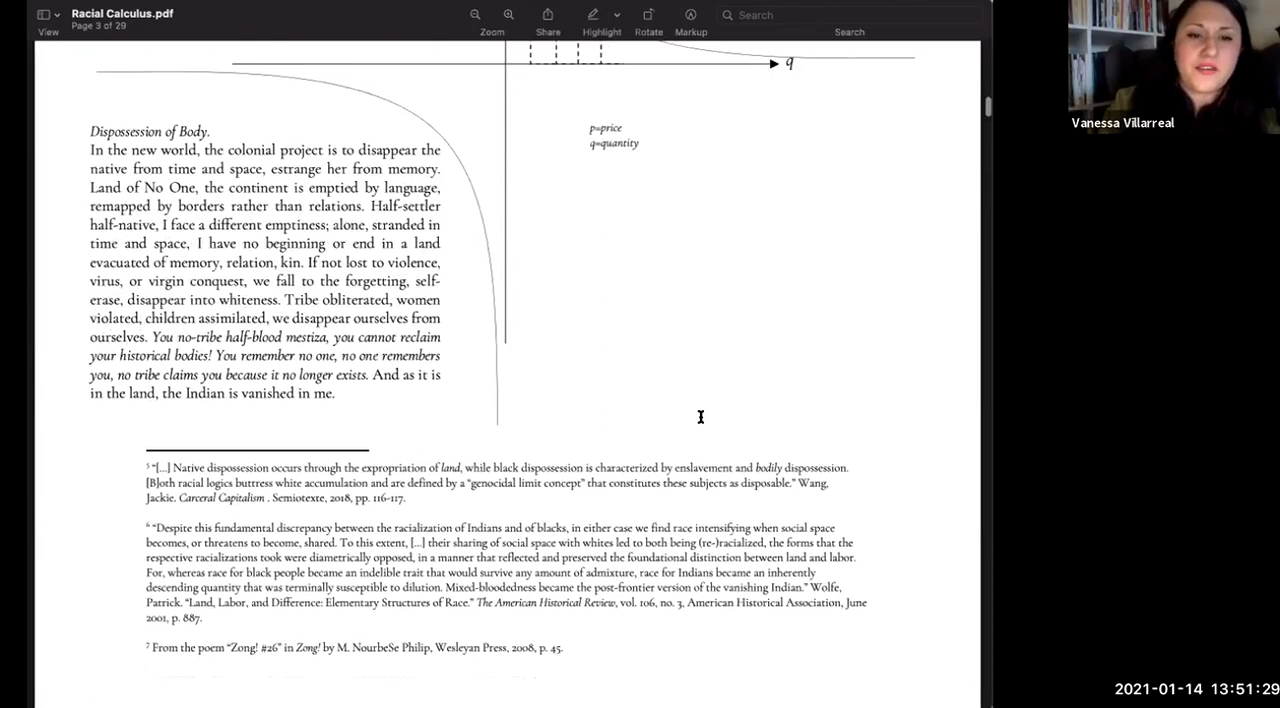 Racial Calculus.pdf
Page 3 of 29
View
Zoom
Share
Highlight
Rotate
Markup
Search
Search
Vanessa Villarreal
q
p=price
q=quantity
Dispossession of Body.
In the new world, the colonial project is to disappear the
native from time and space, estrange her from memory.
Land of No One, the continent is emptied by language,
remapped by borders rather than relations. Half-settler
half-native, I face a different emptiness; alone, stranded in
time and space, I have no beginning or end in a land
evacuated of memory, relation, kin. If not lost to violence,
virus, or virgin conquest, we fall to the forgetting, self-
erase, disappear into whiteness. Tribe obliterated, women
violated, children assimilated, we disappear ourselves from
ourselves. You no-tribe half-blood mestiza, you cannot reclaim
your historical bodies! You remember no one, no one remembers
you, no tribe claims you because it no longer exists. And as it is
in the land, the Indian is vanished in me.
5 “[...] Native dispossession occurs through the expropriation of land, while black dispossession is characterized by enslavement and bodily dispossession.
[B]oth racial logics buttress white accumulation and are defined by a “genocidal limit concept” that constitutes these subjects as disposable.” Wang,
Jackie. Carceral Capitalism . Semiotexte, 2018, pp. 116-117.
6 “Despite this fundamental discrepancy between the racialization of Indians and of blacks, in either case we find race intensifying when social space
becomes, or threatens to become, shared. To this extent, [...] their sharing of social space with whites led to both being (re-)racialized, the forms that the
respective racializations took were diametrically opposed, in a manner that reflected and preserved the foundational distinction between land and labor.
For, whereas race for black people became an indelible trait that would survive any amount of admixture, race for Indians became an inherently
descending quantity that was terminally susceptible to dilution. Mixed-bloodedness became the post-frontier version of the vanishing Indian.” Wolfe,
Patrick. “Land, Labor, and Difference: Elementary Structures of Race.” The American Historical Review, vol. 106, no. 3, American Historical Association, June
2001, p. 887.
7 From the poem “Zong! #26” in Zong! by M. NourbeSe Philip, Wesleyan Press, 2008, p. 45.
2021-01-14 13:51:29